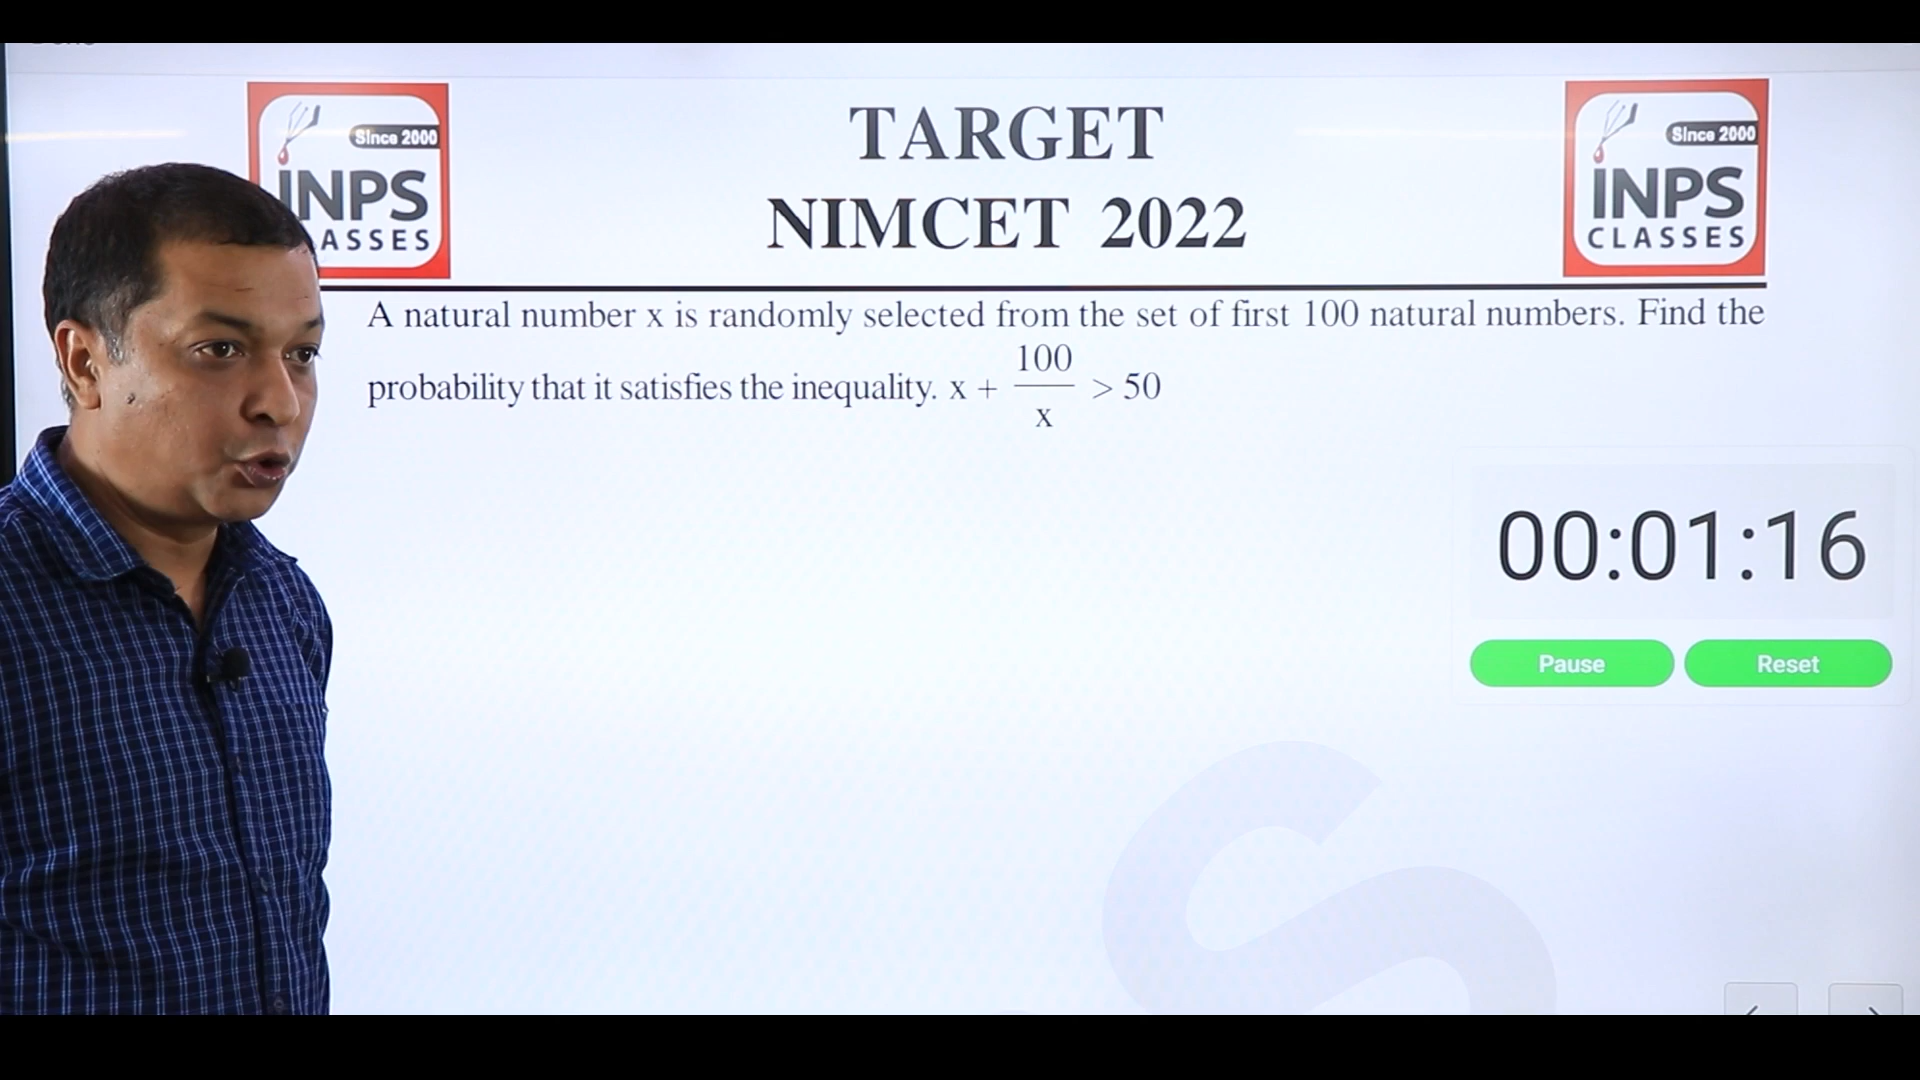 Since 2000
INPS
ASSES
TARGET
NIMCET 2022
Since 2000
INPS
CLASSES
A natural number x is randomly selected from the set of first 100 natural numbers. Find the
probability that it satisfies the inequality. x + 100/x > 50
00:01:16
Pause
Reset
S